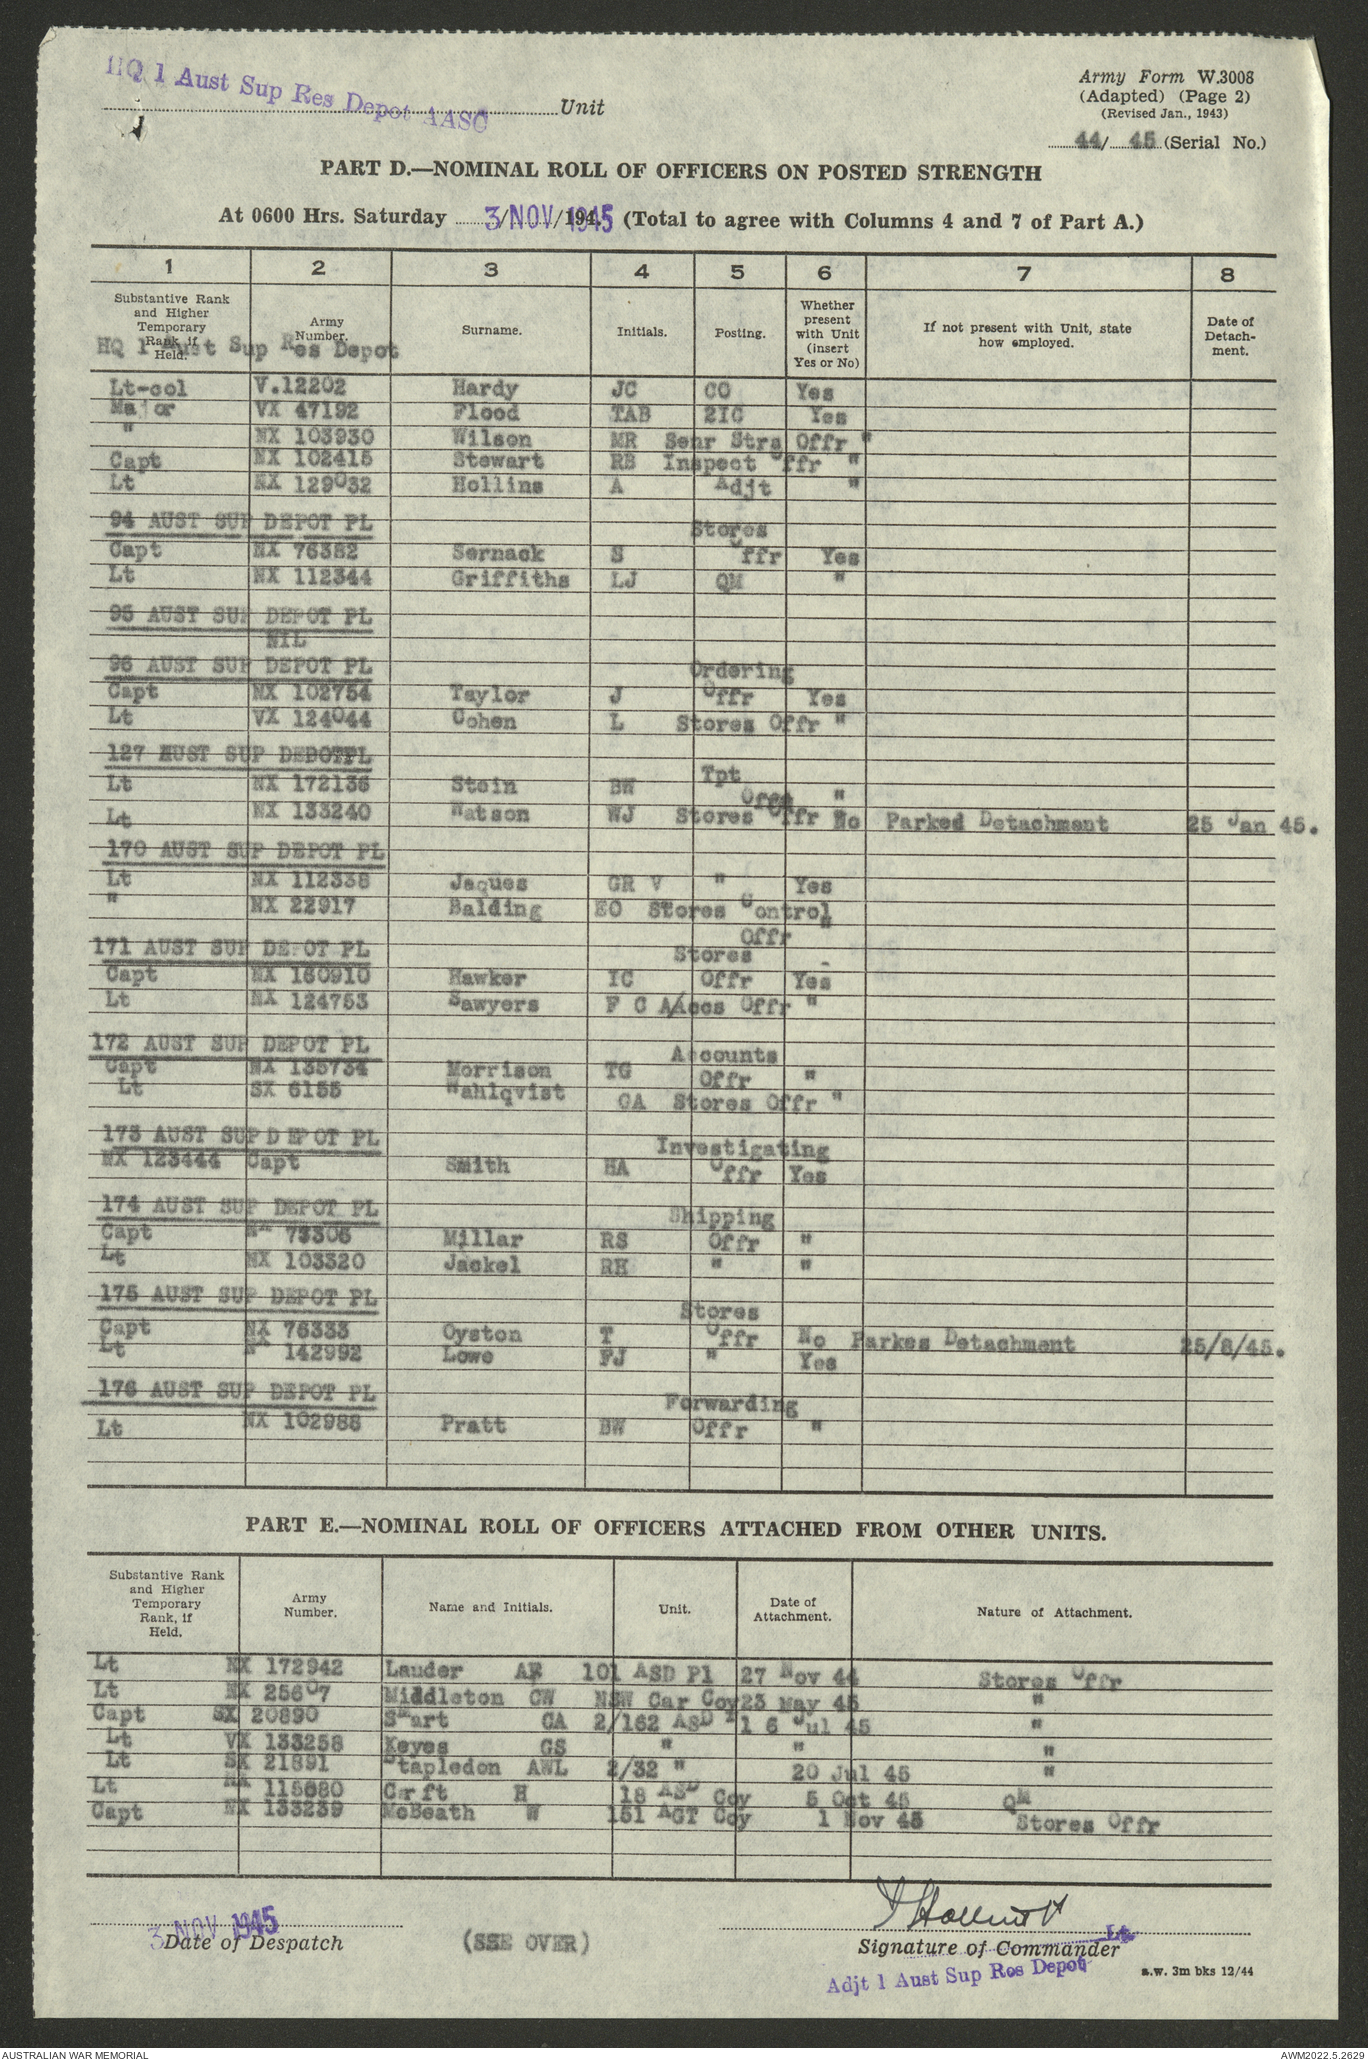 HQ 1 Aust Sup Res Depot AASC Unit
Army Form W.3008
(Adapted) (Page 2)
(Revised Jan., 1943)
44/ 45 (Serial No.)
PART D.—NOMINAL ROLL OF OFFICERS ON POSTED STRENGTH
At 0600 Hrs. Saturday 3/NOV/1945 (Total to agree with Columns 4 and 7 of Part A.)
1 2 3 4 5 6 7 8
Substantive Rank and Higher Temporary Rank, if Held. Army Number. Surname. Initials. Posting. Whether present with Unit (insert Yes or No) If not present with Unit, state how employed. Date of Detach-ment.
HQ 1 Aust Sup Res Depot
Lt-col V.12202 Hardy JC CO Yes
Major VX 47192 Flood TAB 2IC Yes
" NX 103930 Wilson MR Senr Strs Offr "
Capt NX 102415 Stewart RB Inspect Offr "
Lt NX 129032 Hollins A Adjt "
94 AUST SUP DEPOT PL Stores
Capt NX 76382 Sernack S Offr Yes
Lt NX 112344 Griffiths LJ QM "
95 AUST SUP DEPOT PL
NIL
96 AUST SUP DEPOT PL Ordering
Capt NX 102754 Taylor J Offr Yes
Lt VX 124044 Cohen L Stores Offr "
127 AUST SUP DEPOT PL Tpt
Lt NX 172136 Stein BW Offr "
Lt NX 133240 Watson WJ Stores Offr No Parked Detachment 25 Jan 45.
170 AUST SUP DEPOT PL
Lt NX 112338 Jaques GR V " Yes
" NX 22917 Balding EO Stores Control
Offr "
171 AUST SUP DEPOT PL Stores
Capt NX 160910 Hawker IC Offr Yes
Lt NX 124753 Sawyers F C A/Accs Offr "
172 AUST SUP DEPOT PL Accounts
Capt NX 135734 Morrison TG Offr "
Lt SX 6155 Wahlqvist CA Stores Offr "
173 AUST SUP DEPOT PL Investigating
NX 123444 Capt Smith HA Offr Yes
174 AUST SUP DEPOT PL Shipping
Capt NX 73306 Millar RS Offr "
Lt NX 103320 Jackel RH " "
175 AUST SUP DEPOT PL Stores
Capt NX 76333 Oyston T Offr No Parkes Detachment 25/8/45.
Lt NX 142992 Lowe FJ " Yes
176 AUST SUP DEPOT PL Forwarding
Lt NX 102988 Pratt BW Offr "
PART E.—NOMINAL ROLL OF OFFICERS ATTACHED FROM OTHER UNITS.
Substantive Rank and Higher Temporary Rank, if Held. Army Number. Name and Initials. Unit. Date of Attachment. Nature of Attachment.
Lt NX 172942 Lauder AE 101 ASD Pl 27 Nov 44 Stores Offr
Lt NX 25607 Middleton CW NSW Car Coy 23 May 45 "
Capt SX 20890 Smart CA 2/162 ASD Pl 6 Jul 45 "
Lt VX 133258 Keyes GS " " "
Lt SX 21891 Stapledon AWL 2/32 " 20 Jul 45 "
Lt NX 115680 Crft H 18 ASD Coy 5 Oct 45 QM
Capt NX 133239 McBeath W 151 AGT Coy 1 Nov 45 Stores Offr
3 NOV 1945
Date of Despatch
(SEE OVER)
Lt
Signature of Commander
Adjt 1 Aust Sup Res Depot
a.w. 3m bks 12/44
AUSTRALIAN WAR MEMORIAL AWM2022.5.2629